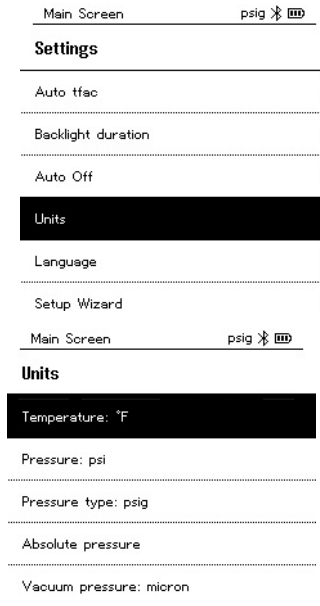 Main Screen psig
Settings
Auto tfac
Backlight duration
Auto Off
Units
Language
Setup Wizard
Main Screen psig
Units
Temperature: °F
Pressure: psi
Pressure type: psig
Absolute pressure
Vacuum pressure: micron